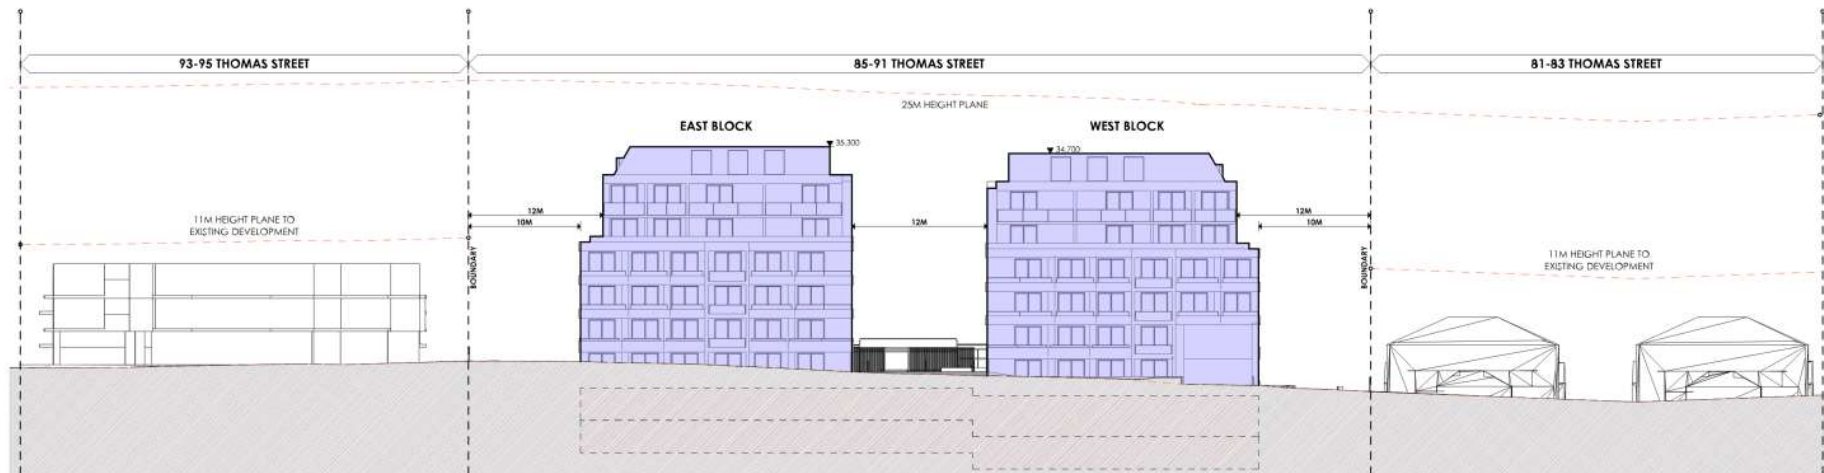 93-95 THOMAS STREET
85-91 THOMAS STREET
81-83 THOMAS STREET
25M HEIGHT PLANE
EAST BLOCK
WEST BLOCK
35,300
34,700
11M HEIGHT PLANE TO
EXISTING DEVELOPMENT
12M
10M
12M
12M
10M
BOUNDARY
BOUNDARY
11M HEIGHT PLANE TO
EXISTING DEVELOPMENT